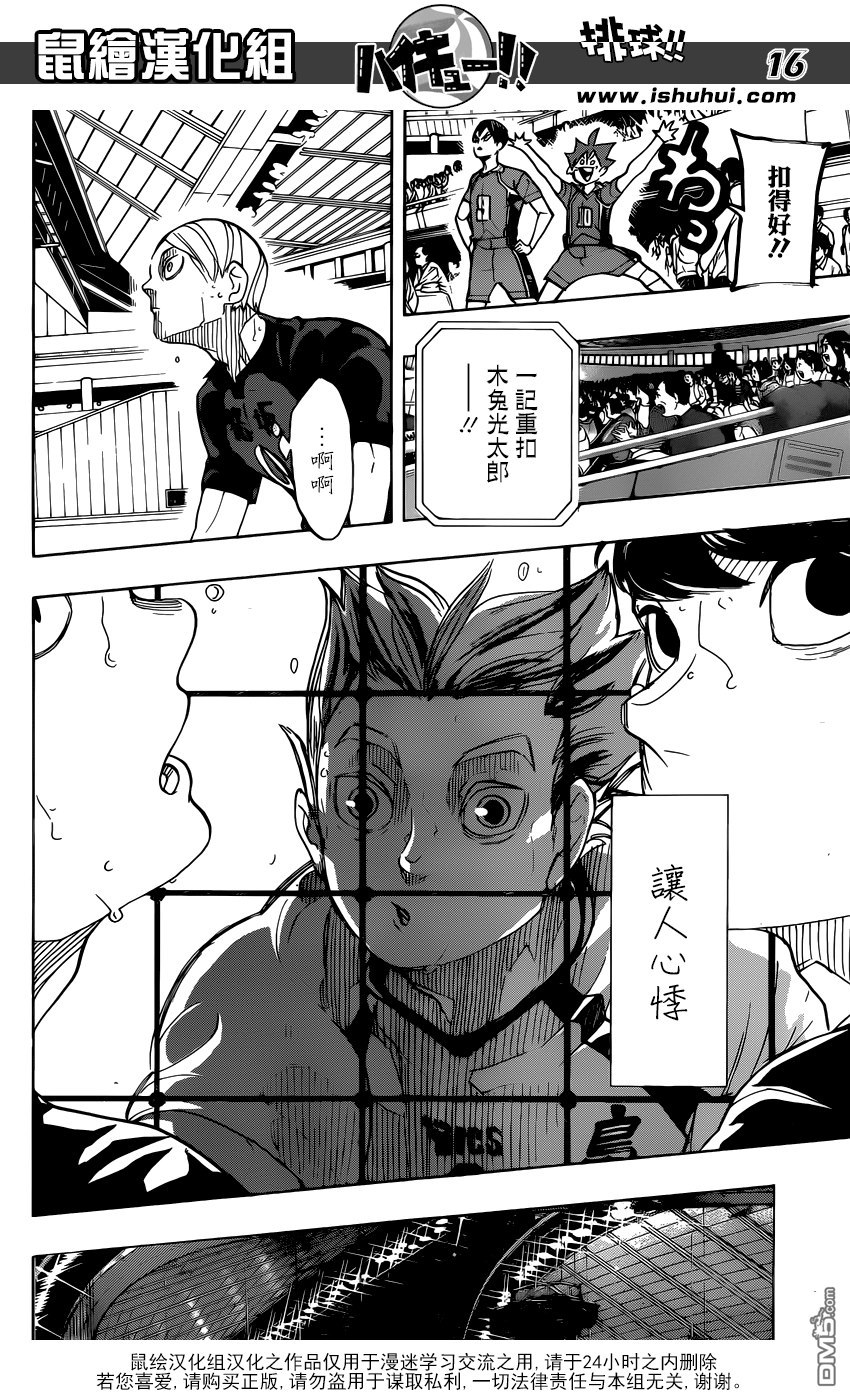 鼠繪漢化組
ハイキュー!!
排球!!
16
www.ishuhui.com
扣得好!!
わっ
一記重扣
木兔光太郎
——!!
…啊
啊
讓人心悸
ASICS
DMS.com
鼠绘汉化组汉化之作品仅用于漫迷学习交流之用,请于24小时之内删除
若您喜爱,请购买正版,请勿盗用于谋取私利,一切法律责任与本组无关,谢谢。